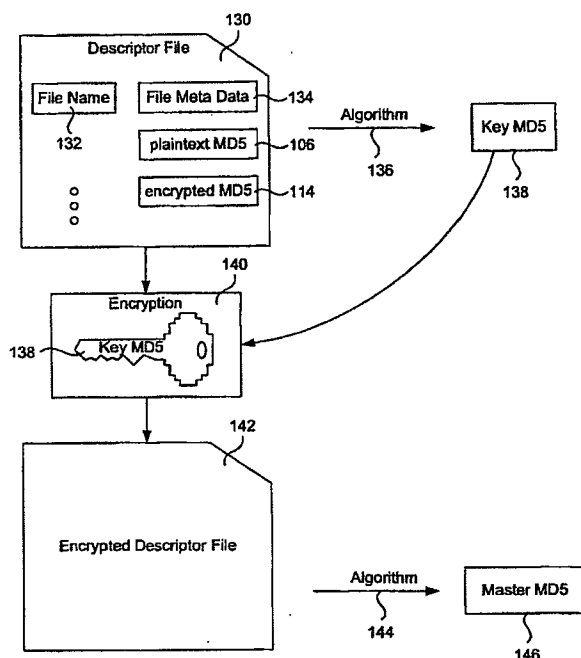 Descriptor File
130
File Name
132
File Meta Data
134
plaintext MD5
106
encrypted MD5
114
Algorithm
136
Key MD5
138
Encryption
140
Key MD5
138
142
Encrypted Descriptor File
Algorithm
144
Master MD5
146